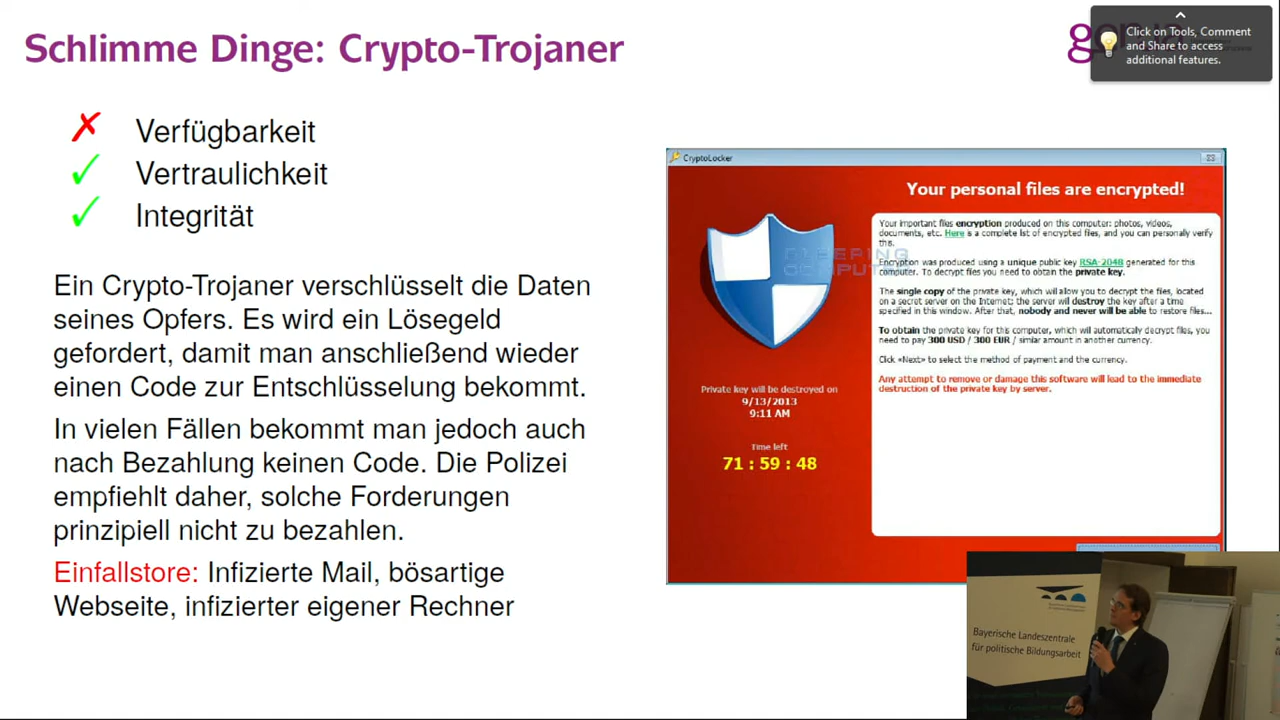 Schlimme Dinge: Crypto-Trojaner
Click on Tools, Comment
and Share to access
additional features.
✗ Verfügbarkeit
✓ Vertraulichkeit
✓ Integrität
Ein Crypto-Trojaner verschlüsselt die Daten
seines Opfers. Es wird ein Lösegeld
gefordert, damit man anschließend wieder
einen Code zur Entschlüsselung bekommt.
In vielen Fällen bekommt man jedoch auch
nach Bezahlung keinen Code. Die Polizei
empfiehlt daher, solche Forderungen
prinzipiell nicht zu bezahlen.
Einfallstore: Infizierte Mail, bösartige
Webseite, infizierter eigener Rechner
CryptoLocker
Your personal files are encrypted!
Your important files encryption produced on this computer: photos, videos,
documents, etc. Here is a complete list of encrypted files, and you can personally verify
this.
Encryption was produced using a unique public key RSA-2048 generated for this
computer. To decrypt files you need to obtain the private key.
The single copy of the private key, which will allow you to decrypt the files, located
on a secret server on the Internet; the server will destroy the key after a time
specified in this window. After that, nobody and never will be able to restore files...
To obtain the private key for this computer, which will automatically decrypt files, you
need to pay 300 USD / 300 EUR / similar amount in another currency.
Click «Next» to select the method of payment and the currency.
Any attempt to remove or damage this software will lead to the immediate
destruction of the private key by server.
BLEEPING
COMPUTER
Private key will be destroyed on
9/13/2013
9:11 AM
Time left
71 : 59 : 48
Bayerische Landeszentrale
für politische Bildungsarbeit